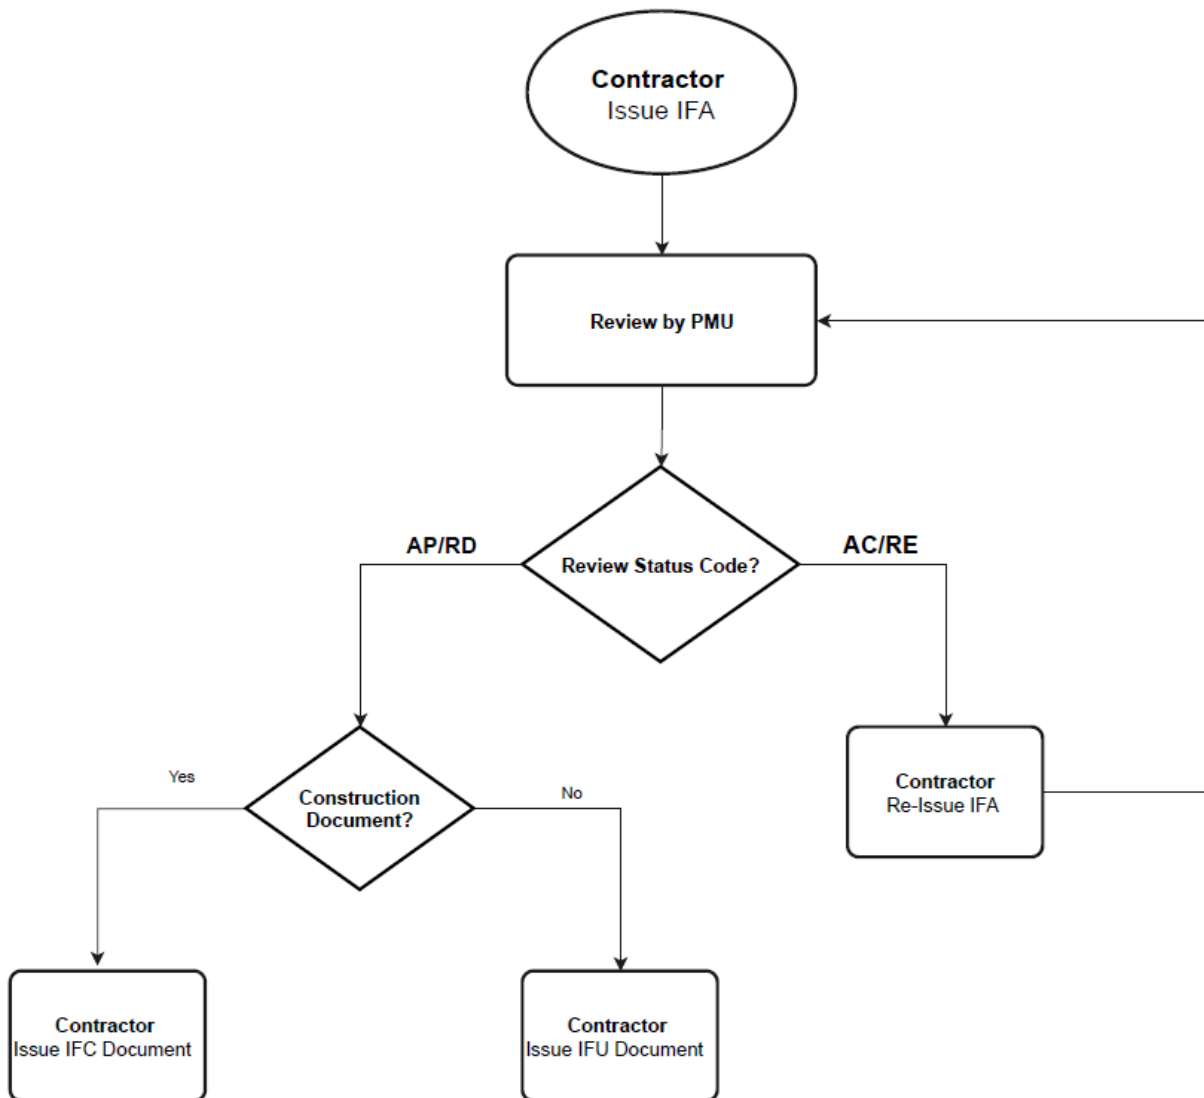 Contractor
Issue IFA
Review by PMU
AP/RD
Review Status Code?
AC/RE
Yes
Construction
Document?
No
Contractor
Re-Issue IFA
Contractor
Issue IFC Document
Contractor
Issue IFU Document